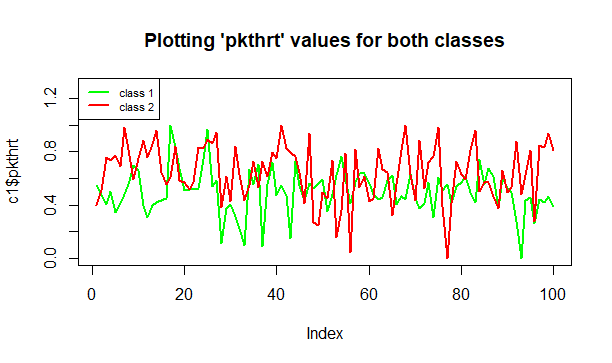 Plotting 'pkthrt' values for both classes
class 1
class 2
c1$pkthrt
1.2
0.8
0.4
0.0
0 20 40 60 80 100
Index